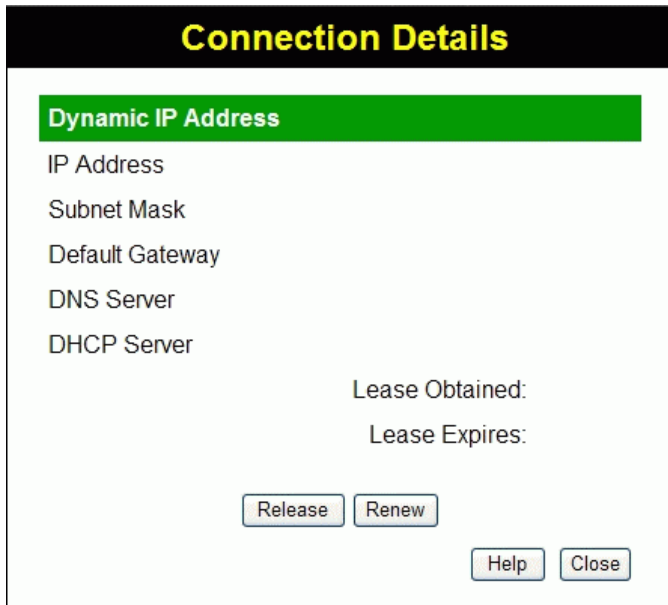 Connection Details
Dynamic IP Address
IP Address
Subnet Mask
Default Gateway
DNS Server
DHCP Server
Lease Obtained:
Lease Expires:
Release Renew
Help Close